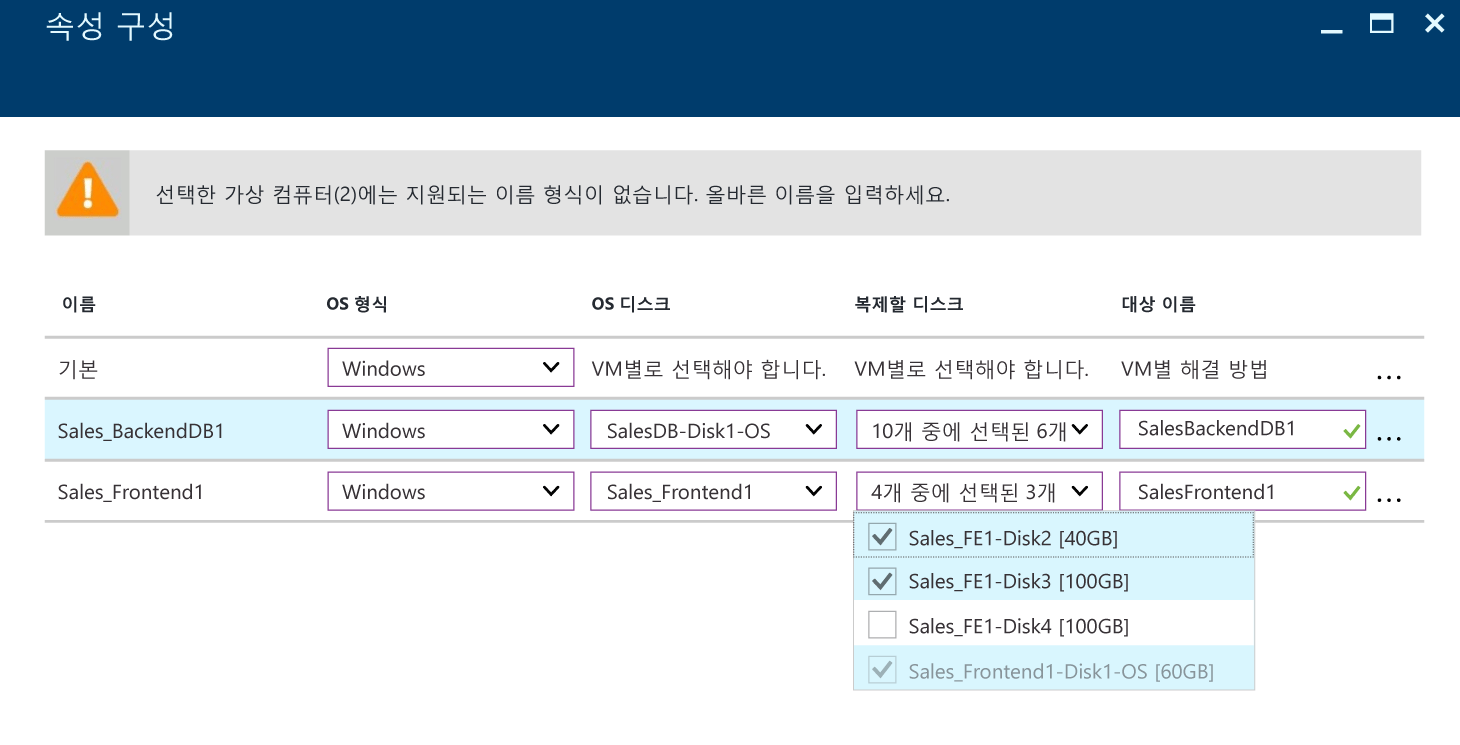 속성 구성
선택한 가상 컴퓨터(2)에는 지원되는 이름 형식이 없습니다. 올바른 이름을 입력하세요.
이름 OS 형식 OS 디스크 복제할 디스크 대상 이름
기본 Windows VM별로 선택해야 합니다. VM별로 선택해야 합니다. VM별 해결 방법 ...
Sales_BackendDB1 Windows SalesDB-Disk1-OS 10개 중에 선택된 6개 SalesBackendDB1 ...
Sales_Frontend1 Windows Sales_Frontend1 4개 중에 선택된 3개 SalesFrontend1 ...
Sales_FE1-Disk2 [40GB]
Sales_FE1-Disk3 [100GB]
Sales_FE1-Disk4 [100GB]
Sales_Frontend1-Disk1-OS [60GB]